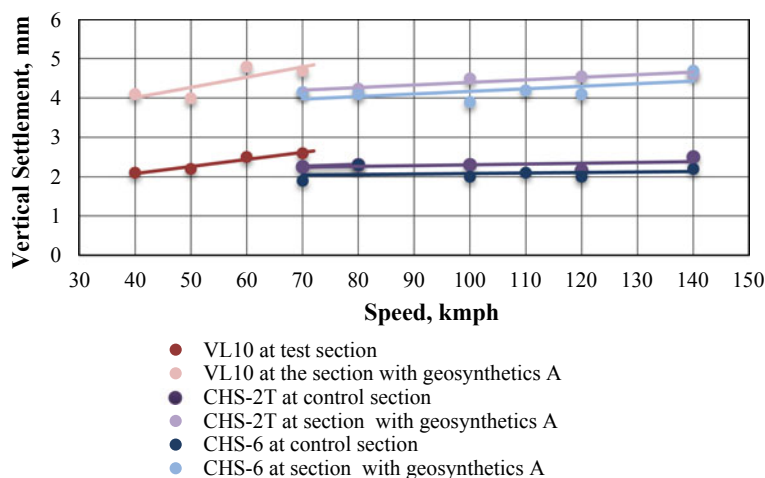 6
5
4
3
2
1
0
Vertical Settlement, mm
30 40 50 60 70 80 90 100 110 120 130 140 150
Speed, kmph
VL10 at test section
VL10 at the section with geosynthetics A
CHS-2T at control section
CHS-2T at section with geosynthetics A
CHS-6 at control section
CHS-6 at section with geosynthetics A